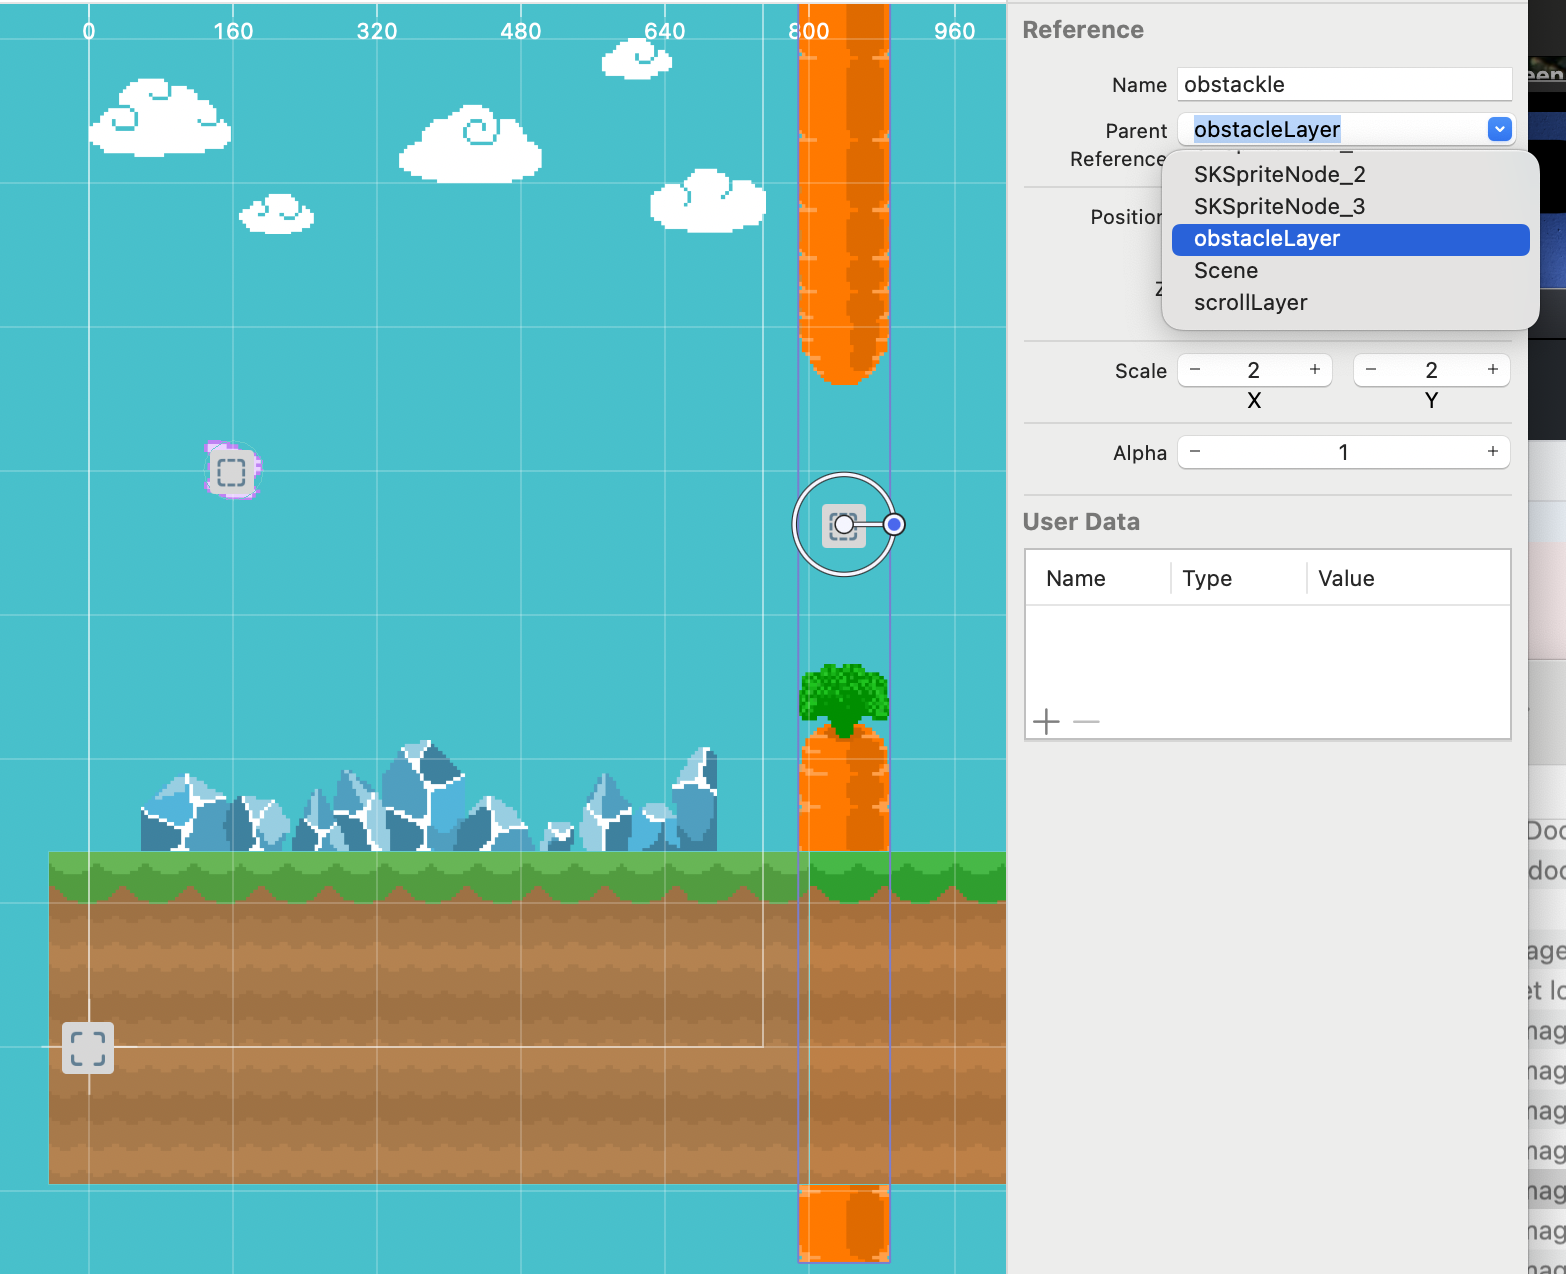 0 160 320 480 640 800 960
Reference
Name obstackle
Parent obstacleLayer
Reference
SKSpriteNode_2
SKSpriteNode_3
obstacleLayer
Scene
scrollLayer
Position
Z
Scale − 2 + − 2 +
X Y
Alpha − 1 +
User Data
Name Type Value